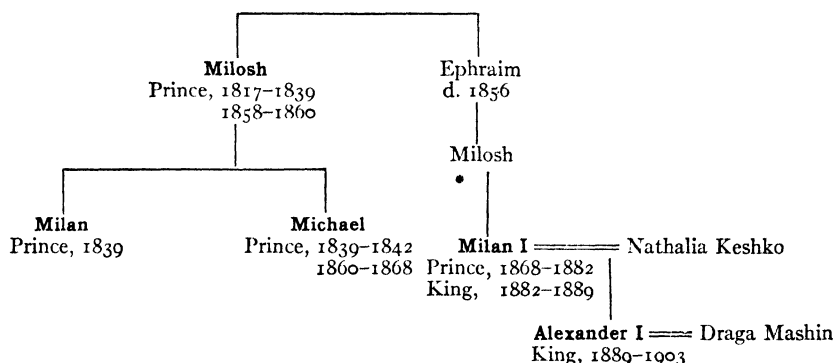 Milosh
Prince, 1817–1839
1858–1860
Ephraim
d. 1856
Milosh
Milan
Prince, 1839
Michael
Prince, 1839–1842
1860–1868
Milan I
Prince, 1868–1882
King, 1882–1889
Nathalia Keshko
Alexander I
King, 1889–1903
Draga Mashin